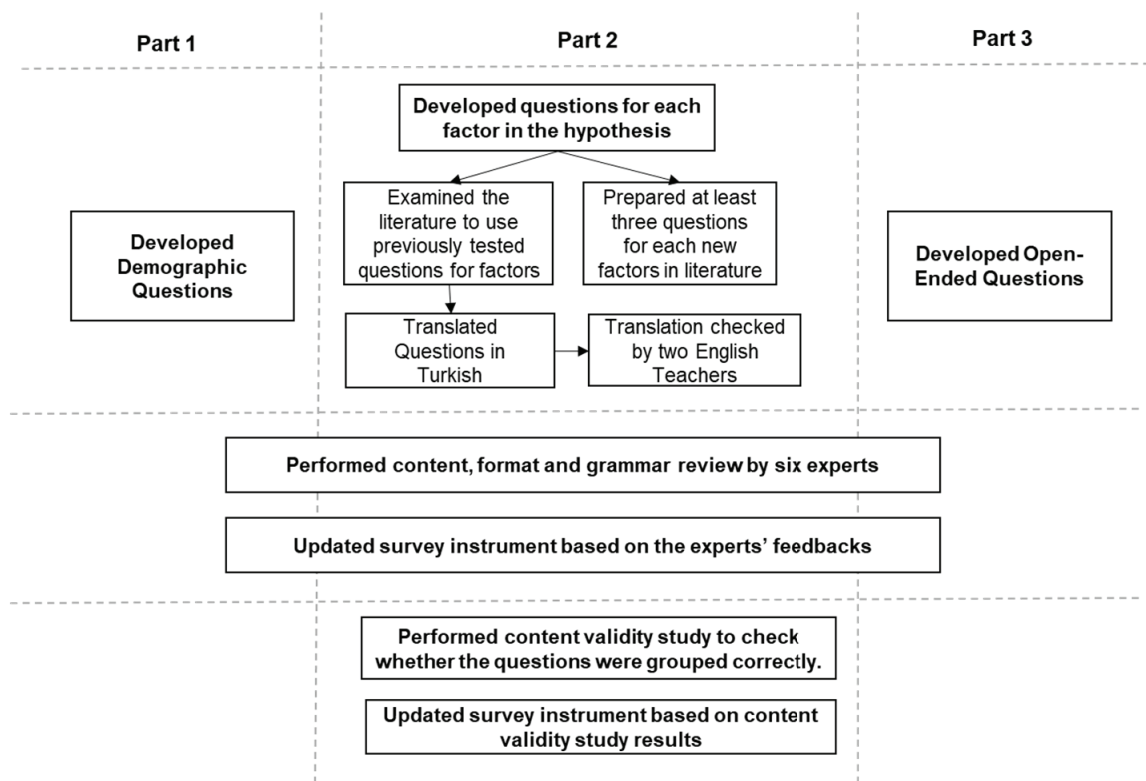 Part 1
Part 2
Part 3
Developed questions for each
factor in the hypothesis
Examined the
literature to use
previously tested
questions for factors
Prepared at least
three questions
for each new
factors in literature
Developed
Demographic
Questions
Developed Open-
Ended Questions
Translated
Questions in
Turkish
Translation checked
by two English
Teachers
Performed content, format and grammar review by six experts
Updated survey instrument based on the experts' feedbacks
Performed content validity study to check
whether the questions were grouped correctly.
Updated survey instrument based on content
validity study results